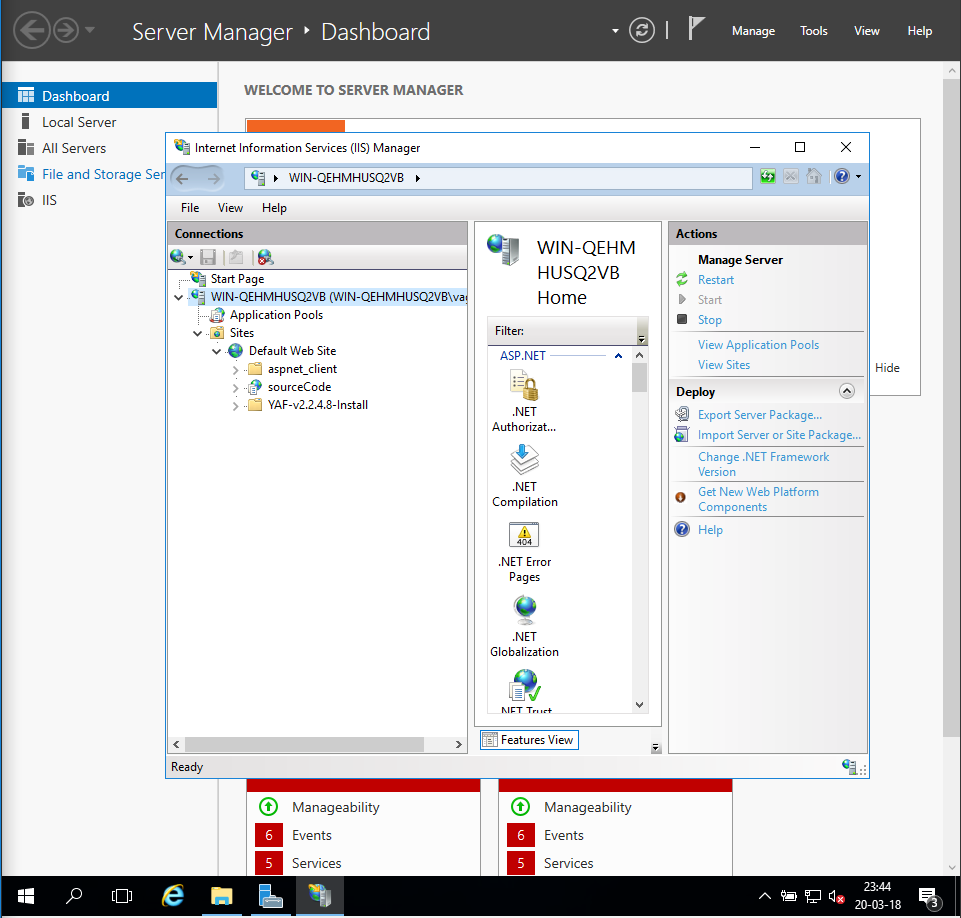 Server Manager ‣ Dashboard
Manage Tools View Help
Dashboard
Local Server
All Servers
File and Storage Ser
IIS
WELCOME TO SERVER MANAGER
Hide
Internet Information Services (IIS) Manager
WIN-QEHMHUSQ2VB
File View Help
Connections
Start Page
WIN-QEHMHUSQ2VB (WIN-QEHMHUSQ2VB\vag
Application Pools
Sites
Default Web Site
aspnet_client
sourceCode
YAF-v2.2.4.8-Install
WIN-QEHM
HUSQ2VB
Home
Filter:
ASP.NET
.NET
Authorizat...
.NET
Compilation
404
.NET Error
Pages
.NET
Globalization
.NET Trust
Features View
Actions
Manage Server
Restart
Start
Stop
View Application Pools
View Sites
Deploy
Export Server Package...
Import Server or Site Package...
Change .NET Framework
Version
Get New Web Platform
Components
Help
Ready
Manageability
6 Events
5 Services
Manageability
6 Events
5 Services
23:44
20-03-18
3